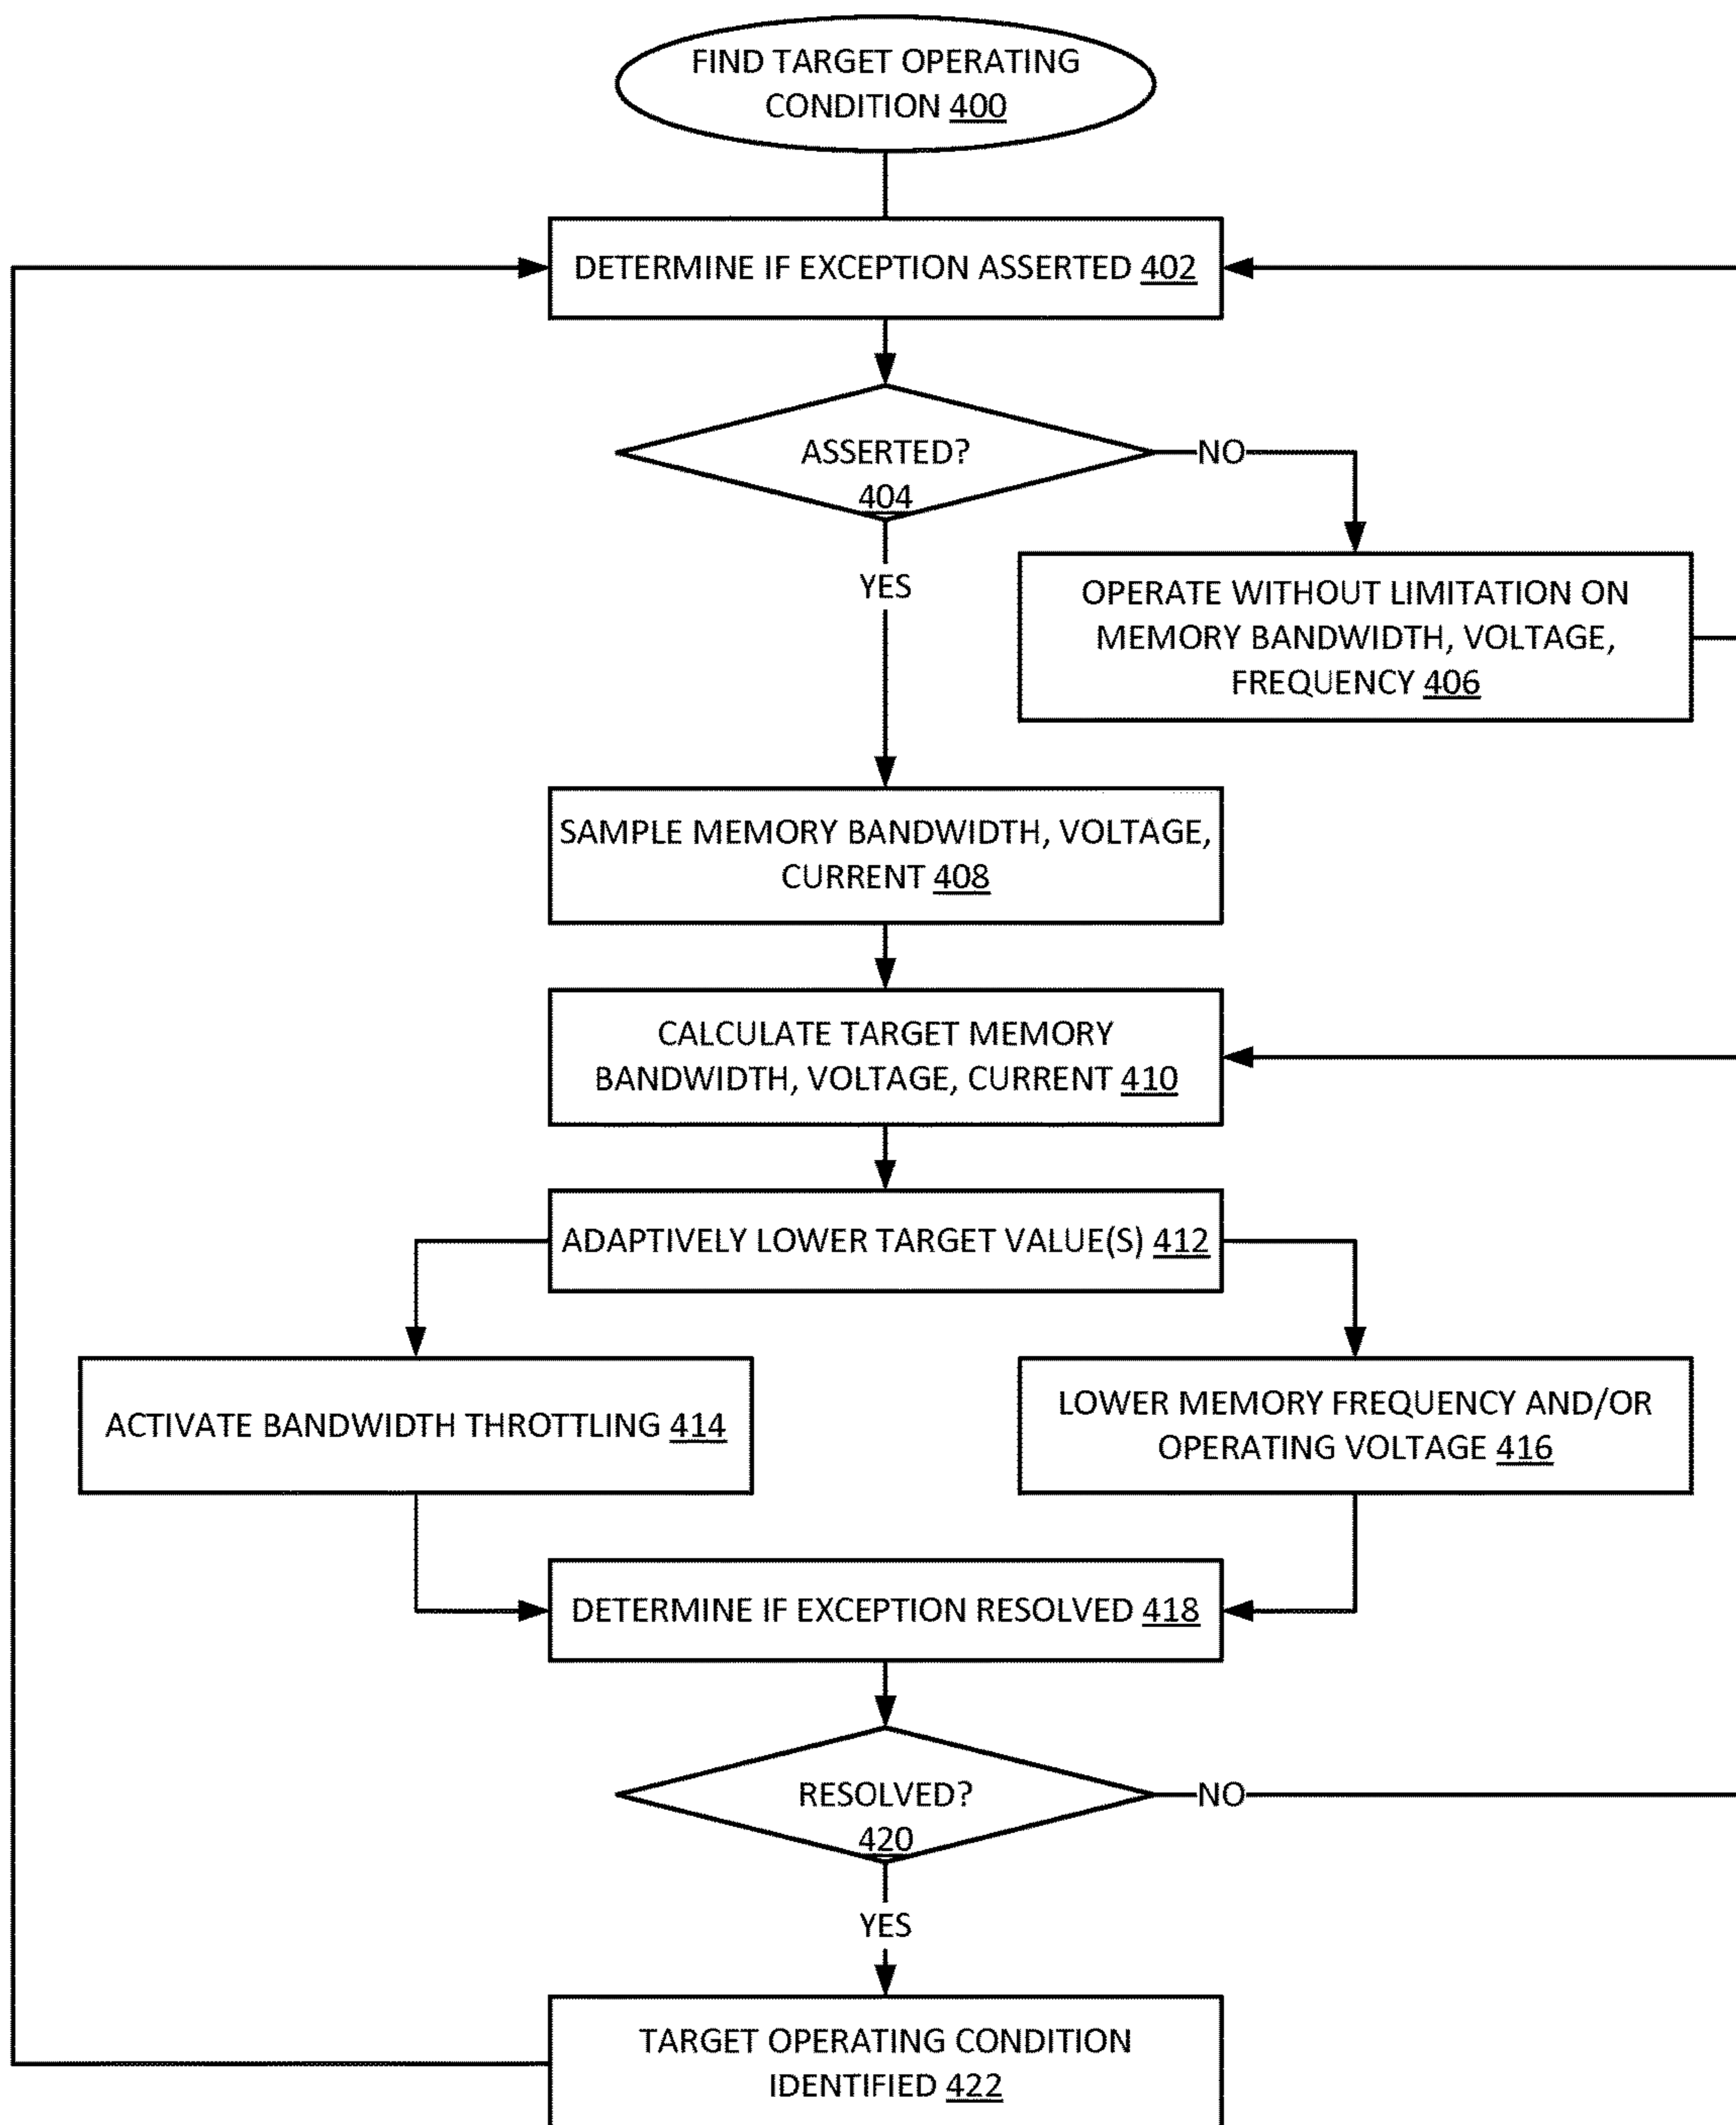 FIND TARGET OPERATING
CONDITION 400
DETERMINE IF EXCEPTION ASSERTED 402
ASSERTED?
404
NO
YES
OPERATE WITHOUT LIMITATION ON
MEMORY BANDWIDTH, VOLTAGE,
FREQUENCY 406
SAMPLE MEMORY BANDWIDTH, VOLTAGE,
CURRENT 408
CALCULATE TARGET MEMORY
BANDWIDTH, VOLTAGE, CURRENT 410
ADAPTIVELY LOWER TARGET VALUE(S) 412
ACTIVATE BANDWIDTH THROTTLING 414
LOWER MEMORY FREQUENCY AND/OR
OPERATING VOLTAGE 416
DETERMINE IF EXCEPTION RESOLVED 418
RESOLVED?
420
NO
YES
TARGET OPERATING CONDITION
IDENTIFIED 422